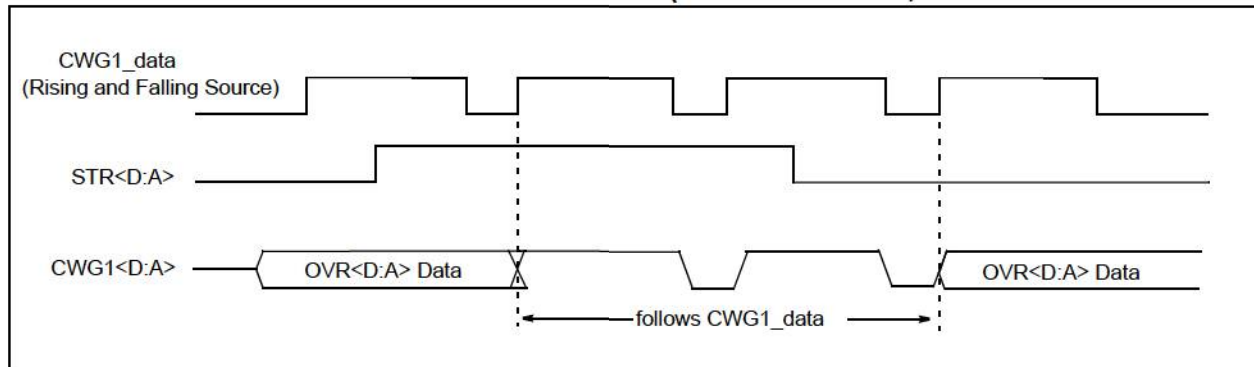 CWG1_data
(Rising and Falling Source)
STR<D:A>
CWG1<D:A>
OVR<D:A> Data
OVR<D:A> Data
follows CWG1_data